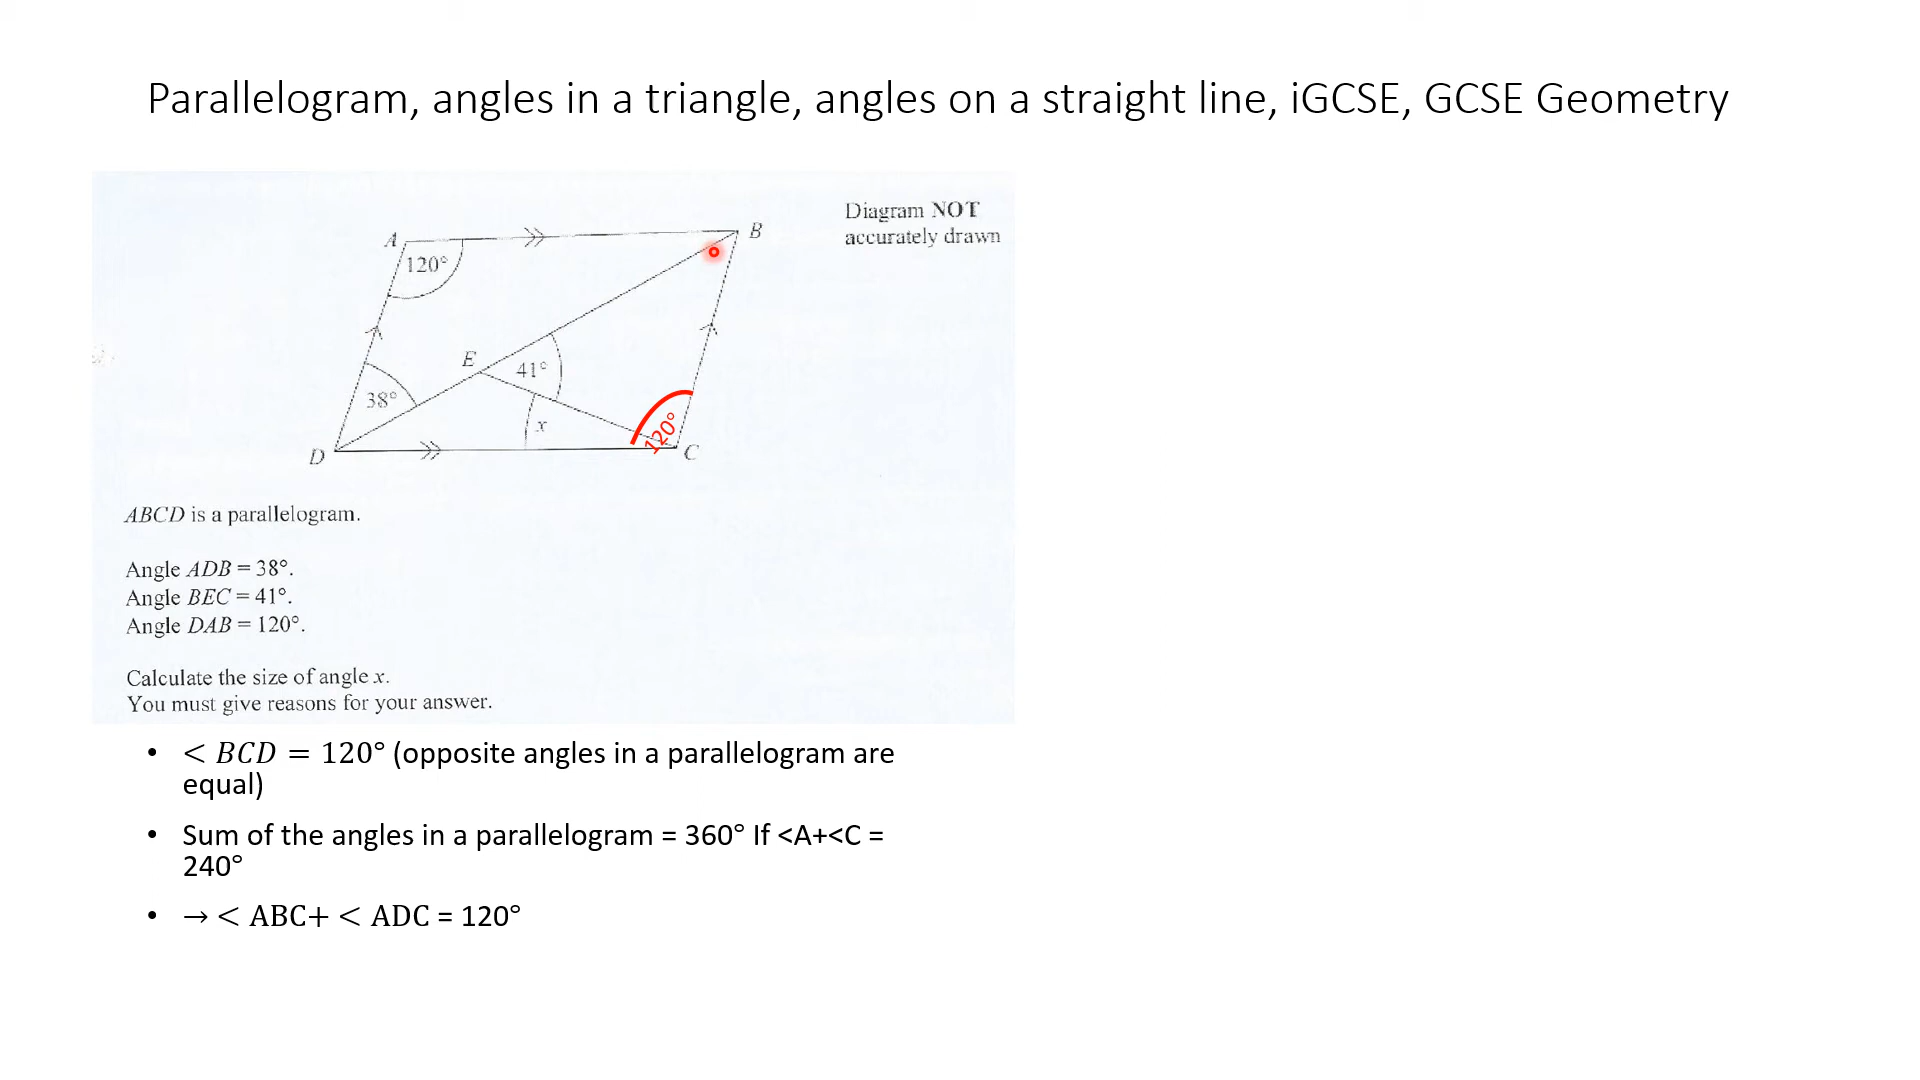 Parallelogram, angles in a triangle, angles on a straight line, iGCSE, GCSE Geometry
Diagram NOT
accurately drawn
A
B
120°
E
41°
38°
x
120°
D
C
ABCD is a parallelogram.
Angle ADB = 38°.
Angle BEC = 41°.
Angle DAB = 120°.
Calculate the size of angle x.
You must give reasons for your answer.
• < BCD = 120° (opposite angles in a parallelogram are
equal)
• Sum of the angles in a parallelogram = 360° If <A+<C =
240°
• → < ABC+ < ADC = 120°